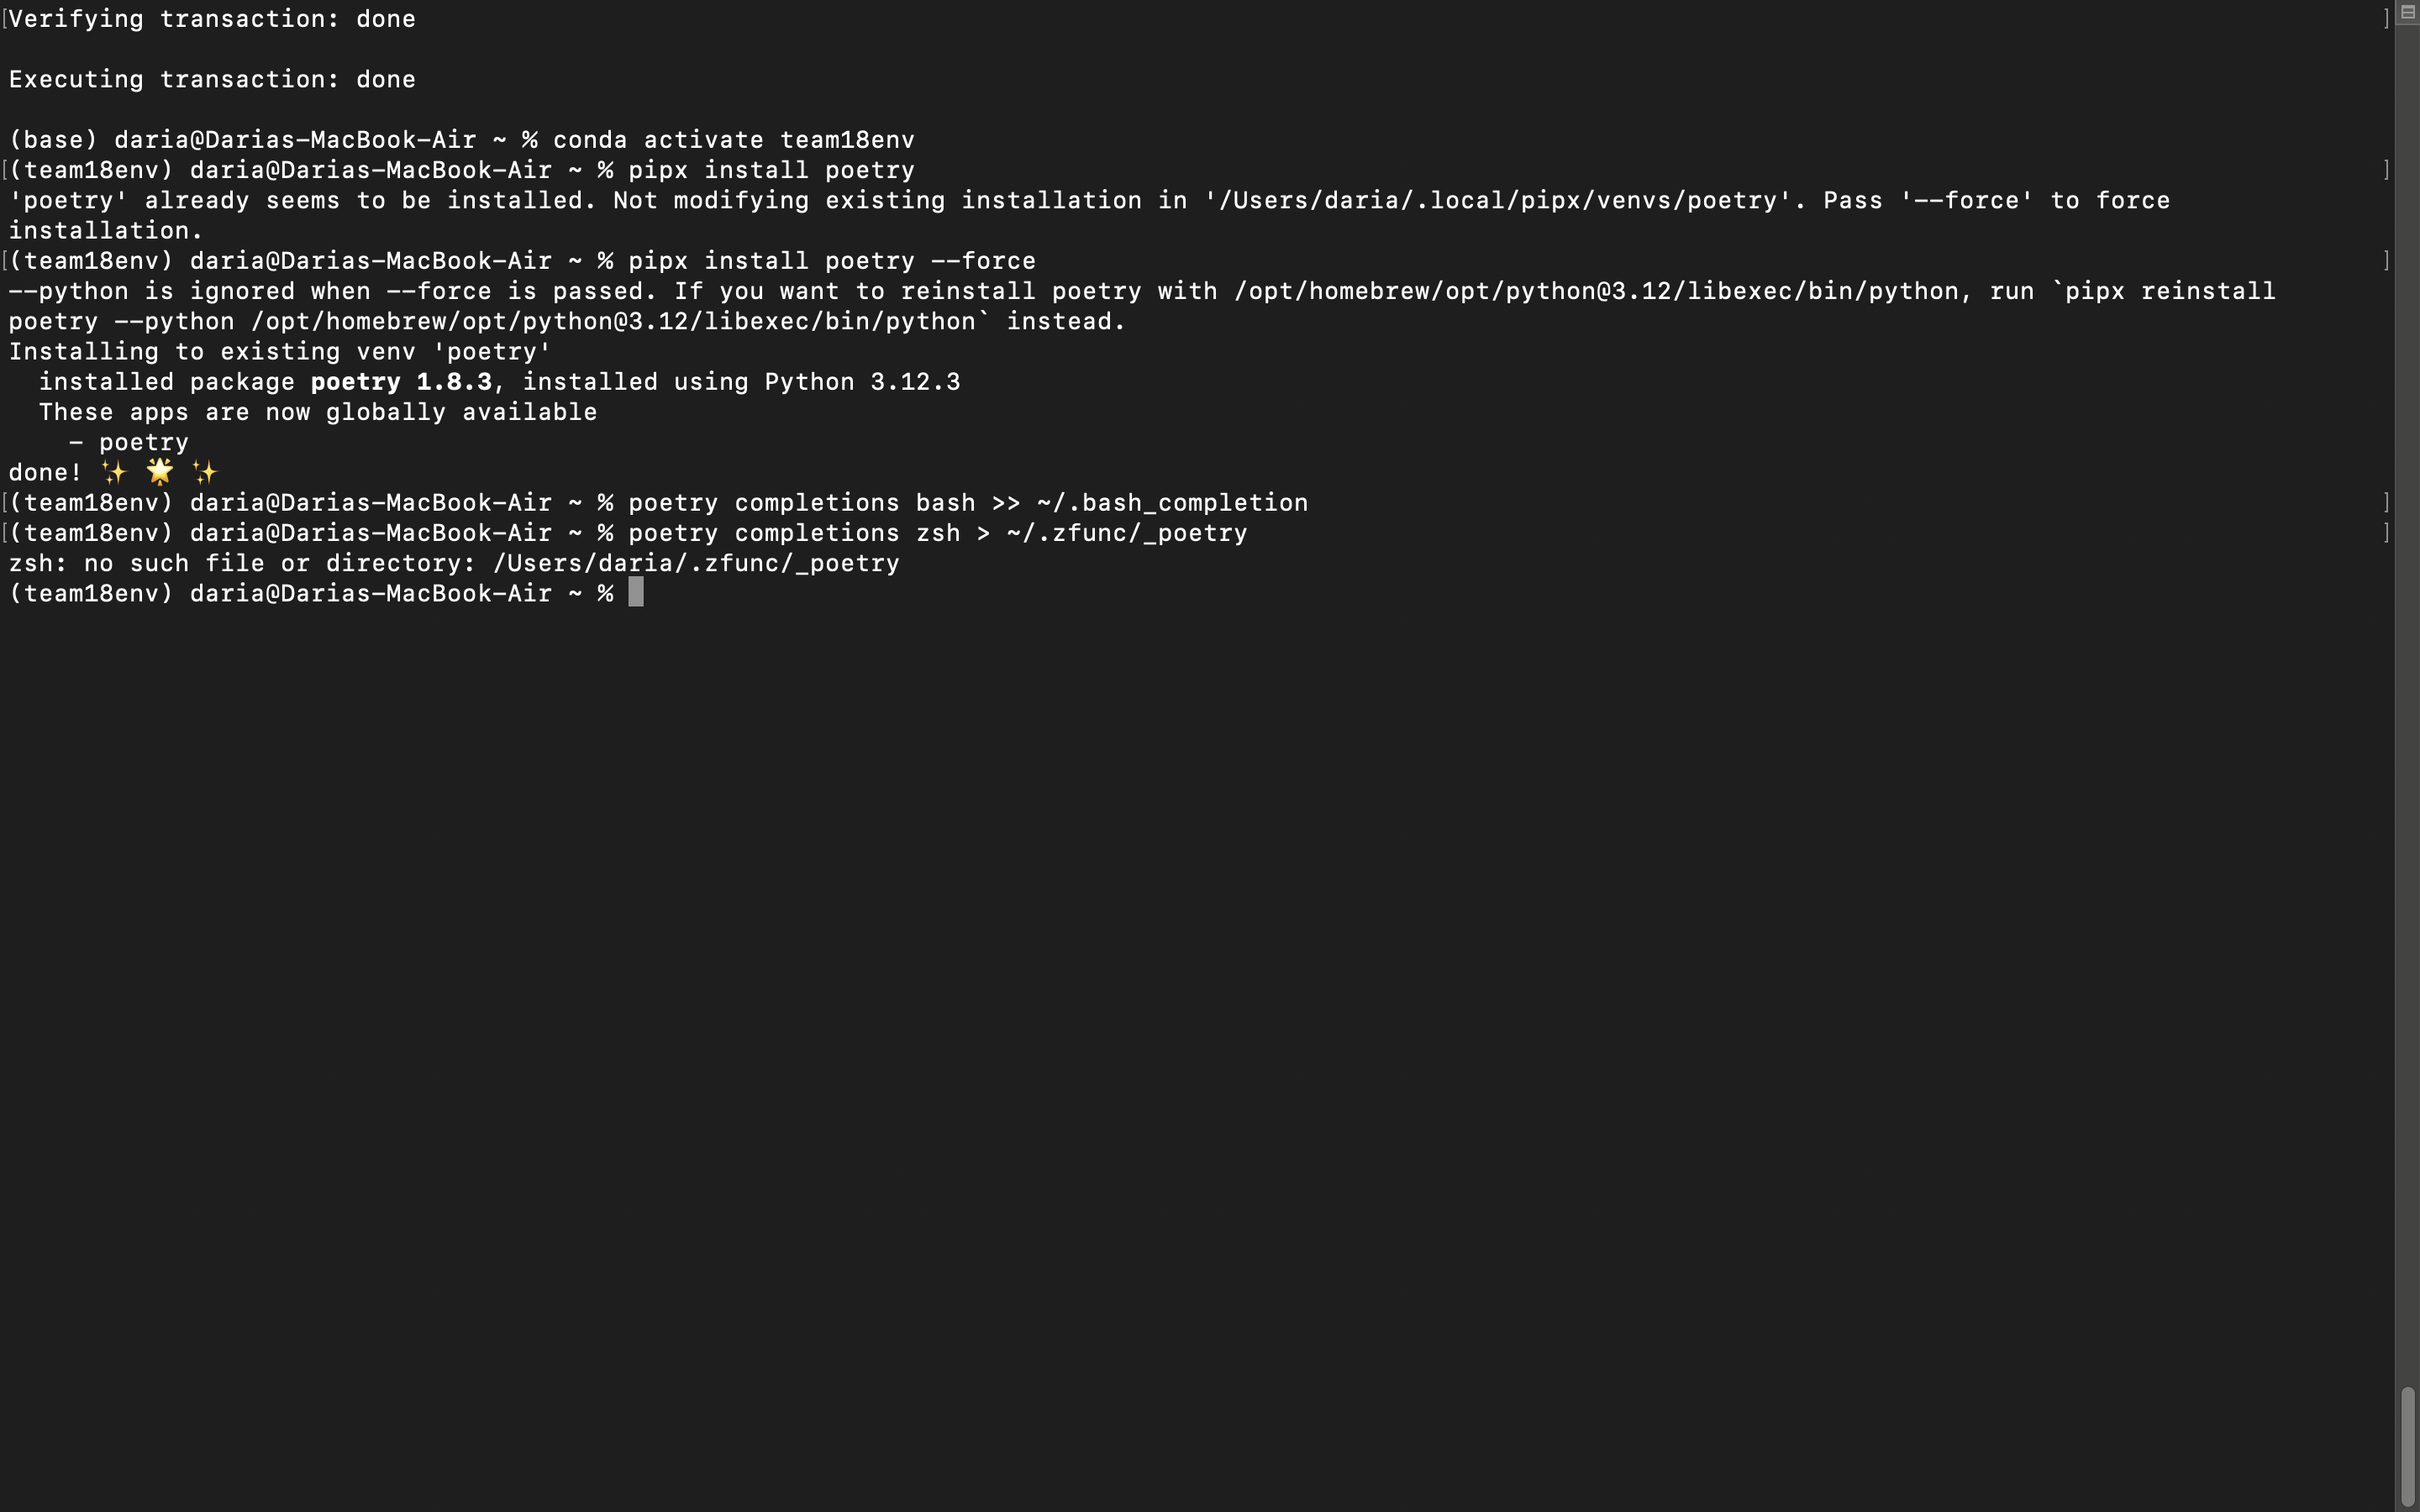 [Verifying transaction: done ]
Executing transaction: done
(base) daria@Darias-MacBook-Air ~ % conda activate team18env
[(team18env) daria@Darias-MacBook-Air ~ % pipx install poetry ]
'poetry' already seems to be installed. Not modifying existing installation in '/Users/daria/.local/pipx/venvs/poetry'. Pass '--force' to force
installation.
[(team18env) daria@Darias-MacBook-Air ~ % pipx install poetry --force ]
--python is ignored when --force is passed. If you want to reinstall poetry with /opt/homebrew/opt/python@3.12/libexec/bin/python, run `pipx reinstall
poetry --python /opt/homebrew/opt/python@3.12/libexec/bin/python` instead.
Installing to existing venv 'poetry'
  installed package poetry 1.8.3, installed using Python 3.12.3
  These apps are now globally available
    - poetry
done! ✨ 🌟 ✨
[(team18env) daria@Darias-MacBook-Air ~ % poetry completions bash >> ~/.bash_completion ]
[(team18env) daria@Darias-MacBook-Air ~ % poetry completions zsh > ~/.zfunc/_poetry ]
zsh: no such file or directory: /Users/daria/.zfunc/_poetry
(team18env) daria@Darias-MacBook-Air ~ %